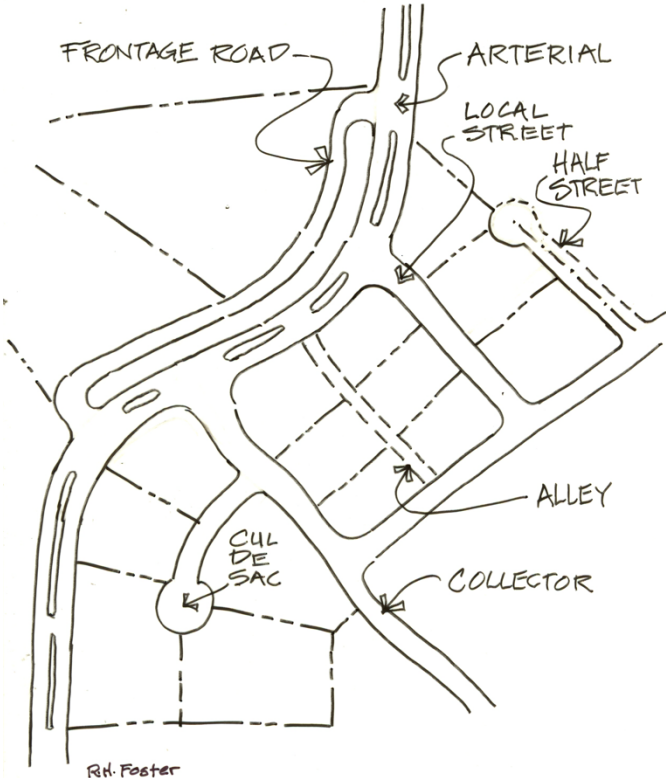 FRONTAGE ROAD
ARTERIAL
LOCAL
STREET
HALF
STREET
ALLEY
CUL
DE
SAC
COLLECTOR
R.H. Foster